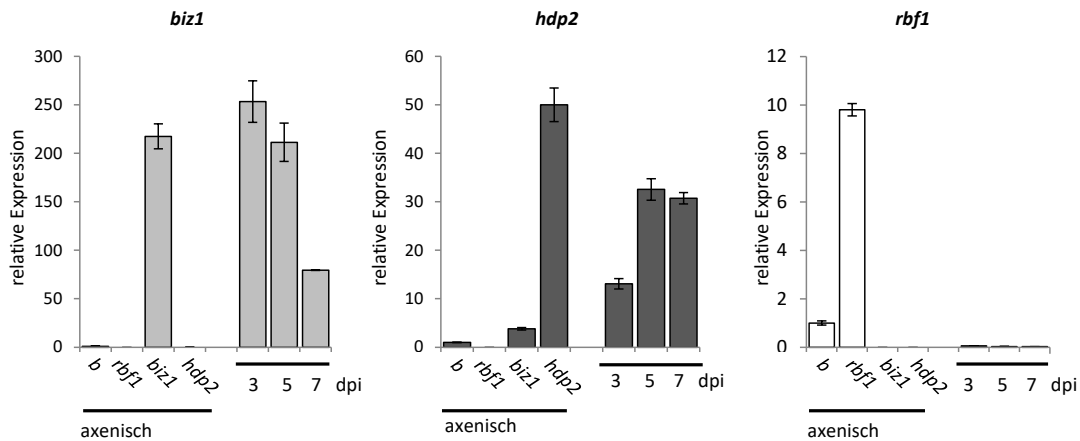 biz1
hdp2
rbf1
relative Expression
300
250
200
150
100
50
0
b
rbf1
biz1
hdp2
3 5 7 dpi
axenisch
relative Expression
60
50
40
30
20
10
0
b
rbf1
biz1
hdp2
3 5 7 dpi
axenisch
relative Expression
12
10
8
6
4
2
0
b
rbf1
biz1
hdp2
3 5 7 dpi
axenisch